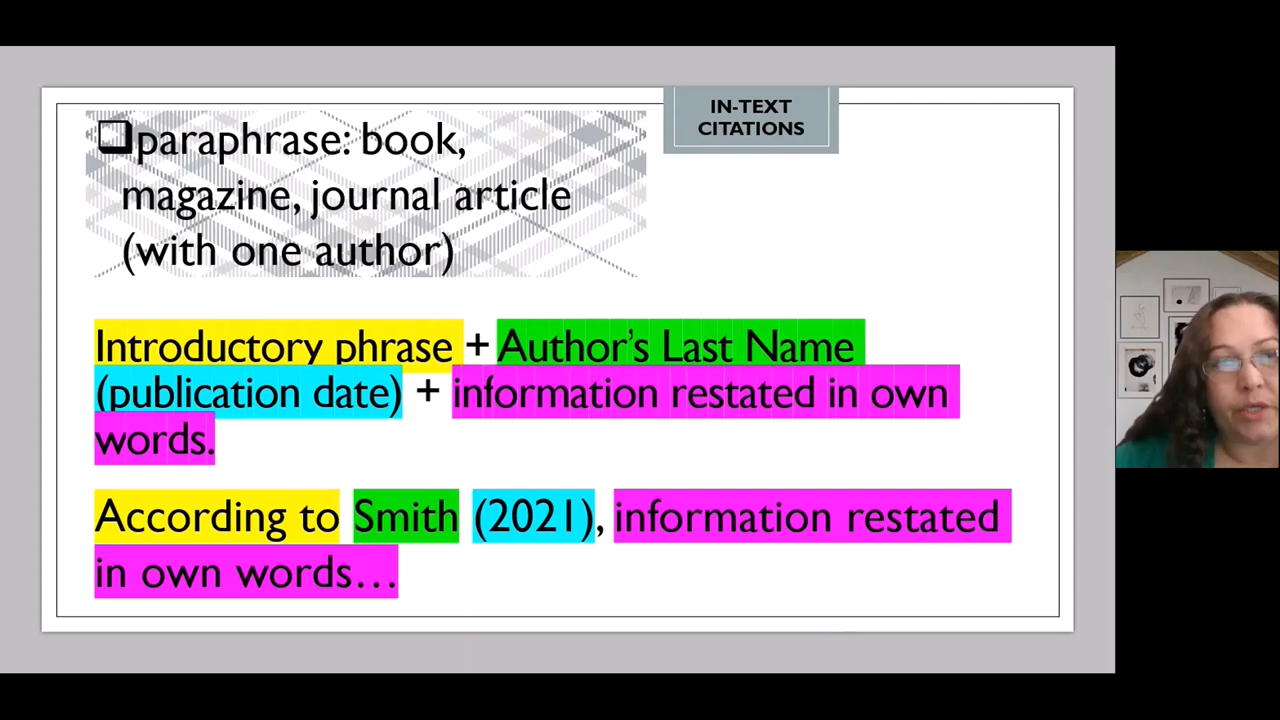 IN-TEXT
CITATIONS
❑paraphrase: book,
magazine, journal article
(with one author)
Introductory phrase + Author’s Last Name
(publication date) + information restated in own
words.
According to Smith (2021), information restated
in own words…